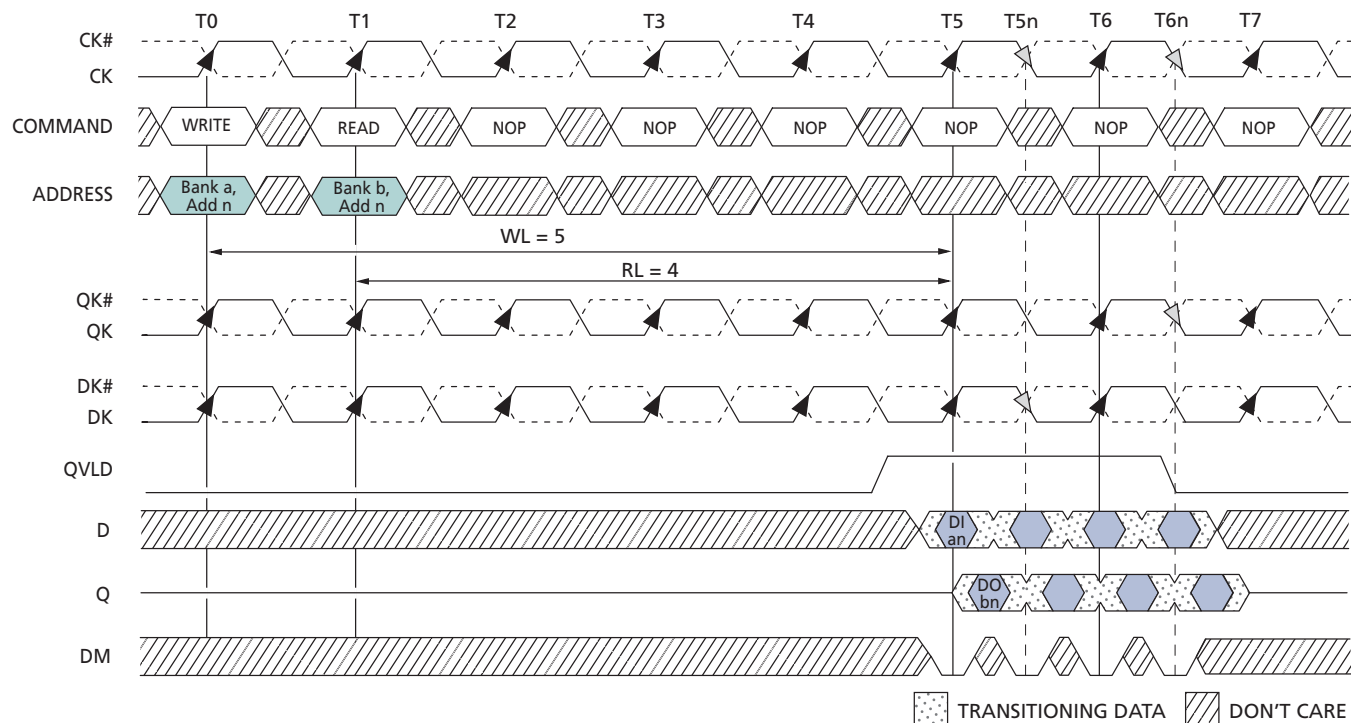 T0 T1 T2 T3 T4 T5 T5n T6 T6n T7
CK#
CK
COMMAND WRITE READ NOP NOP NOP NOP NOP NOP
ADDRESS Bank a, Bank b,
Add n Add n
WL = 5
RL = 4
QK#
QK
DK#
DK
QVLD
D DI
an
Q DO
bn
DM
TRANSITIONING DATA DON'T CARE